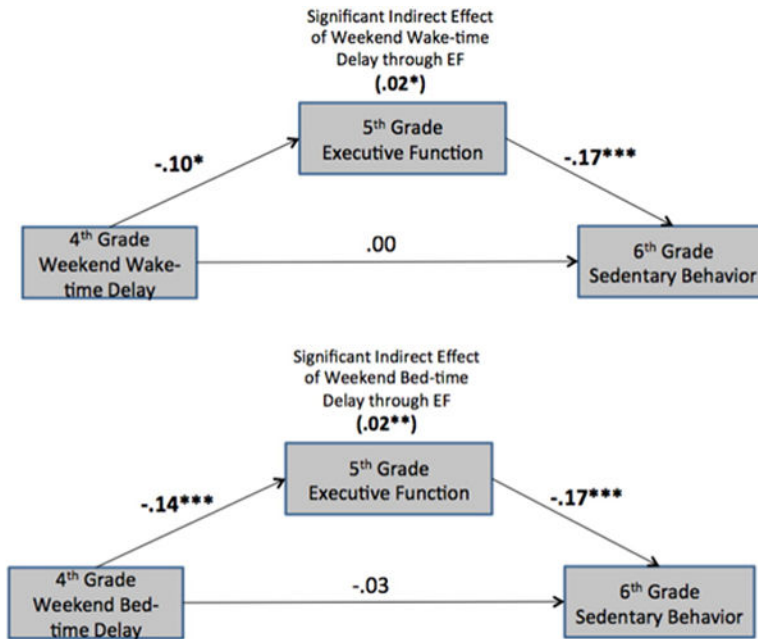 Significant Indirect Effect
of Weekend Wake-time
Delay through EF
(.02*)
5th Grade
Executive Function
-.10*
-.17***
4th Grade
Weekend Wake-
time Delay
.00
6th Grade
Sedentary Behavior
Significant Indirect Effect
of Weekend Bed-time
Delay through EF
(.02**)
5th Grade
Executive Function
-.14***
-.17***
4th Grade
Weekend Bed-
time Delay
-.03
6th Grade
Sedentary Behavior